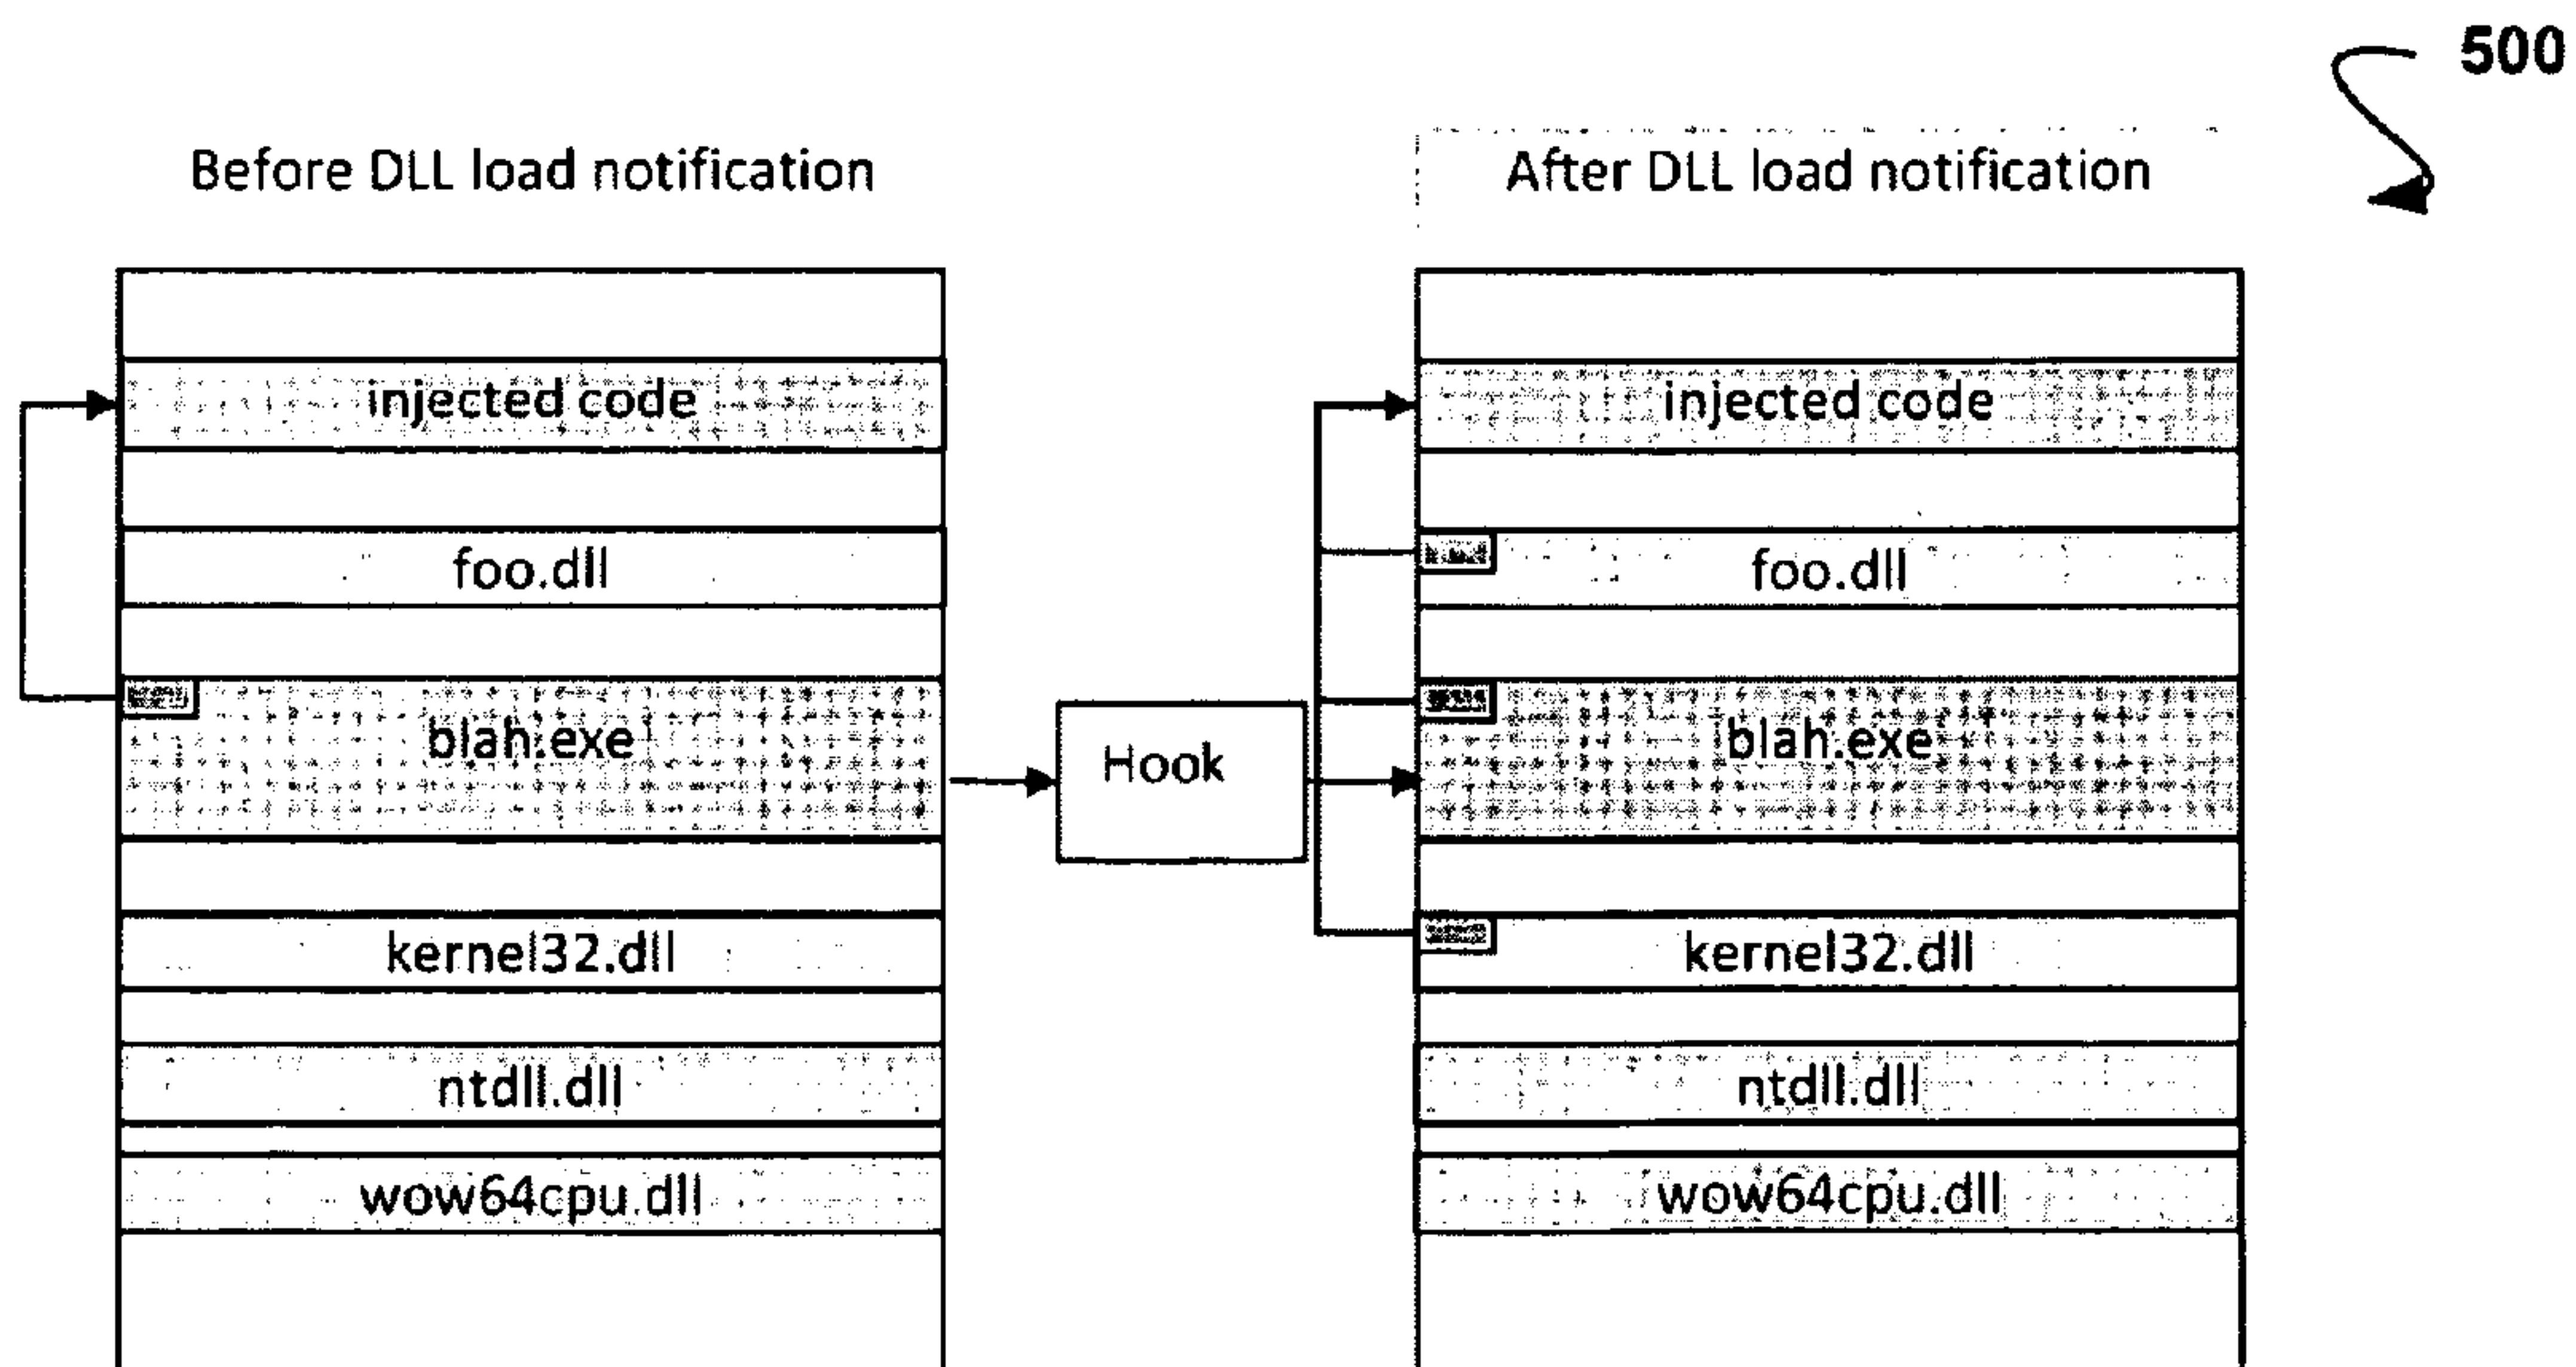 500
Before DLL load notification
After DLL load notification
injected code
foo.dll
blah.exe
kernel32.dll
ntdll.dll
wow64cpu.dll
Hook
injected code
foo.dll
blah.exe
kernel32.dll
ntdll.dll
wow64cpu.dll